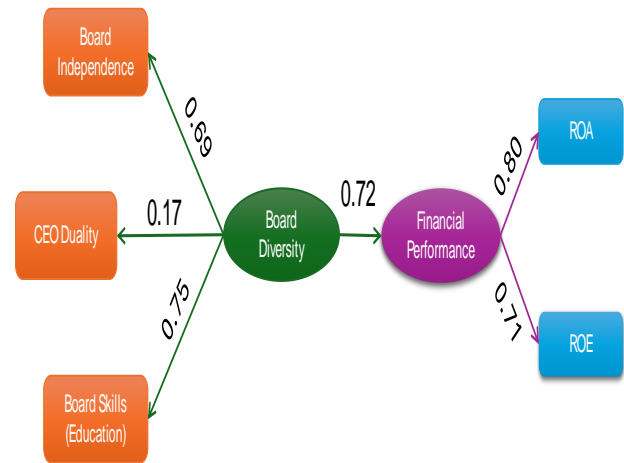 Board
Independence
0.69
CEO Duality
0.17
Board
Diversity
0.72
Financial
Performance
0.80
ROA
0.75
0.71
ROE
Board Skills
(Education)